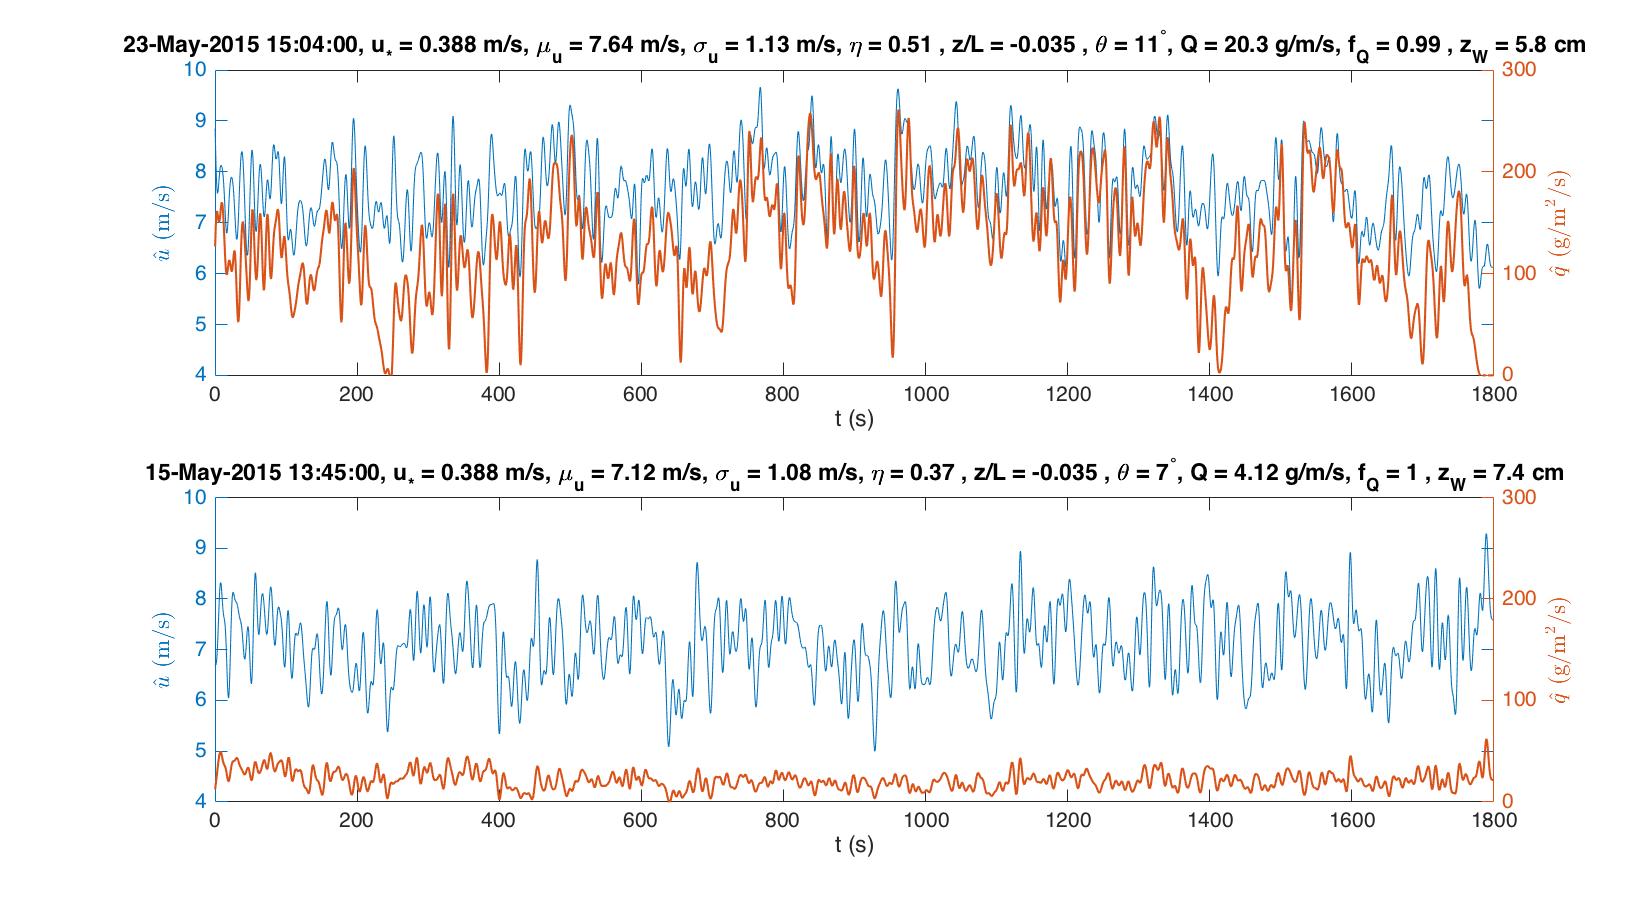 23-May-2015 15:04:00, u* = 0.388 m/s, μu = 7.64 m/s, σu = 1.13 m/s, η = 0.51 , z/L = -0.035 , θ = 11°, Q = 20.3 g/m/s, fQ = 0.99 , zW = 5.8 cm
10 300
9
8 200
7
6 100
5
4 0
û (m/s)
q̂ (g/m²/s)
0 200 400 600 800 1000 1200 1400 1600 1800
t (s)
15-May-2015 13:45:00, u* = 0.388 m/s, μu = 7.12 m/s, σu = 1.08 m/s, η = 0.37 , z/L = -0.035 , θ = 7°, Q = 4.12 g/m/s, fQ = 1 , zW = 7.4 cm
10 300
9
8 200
7
6 100
5
4 0
û (m/s)
q̂ (g/m²/s)
0 200 400 600 800 1000 1200 1400 1600 1800
t (s)